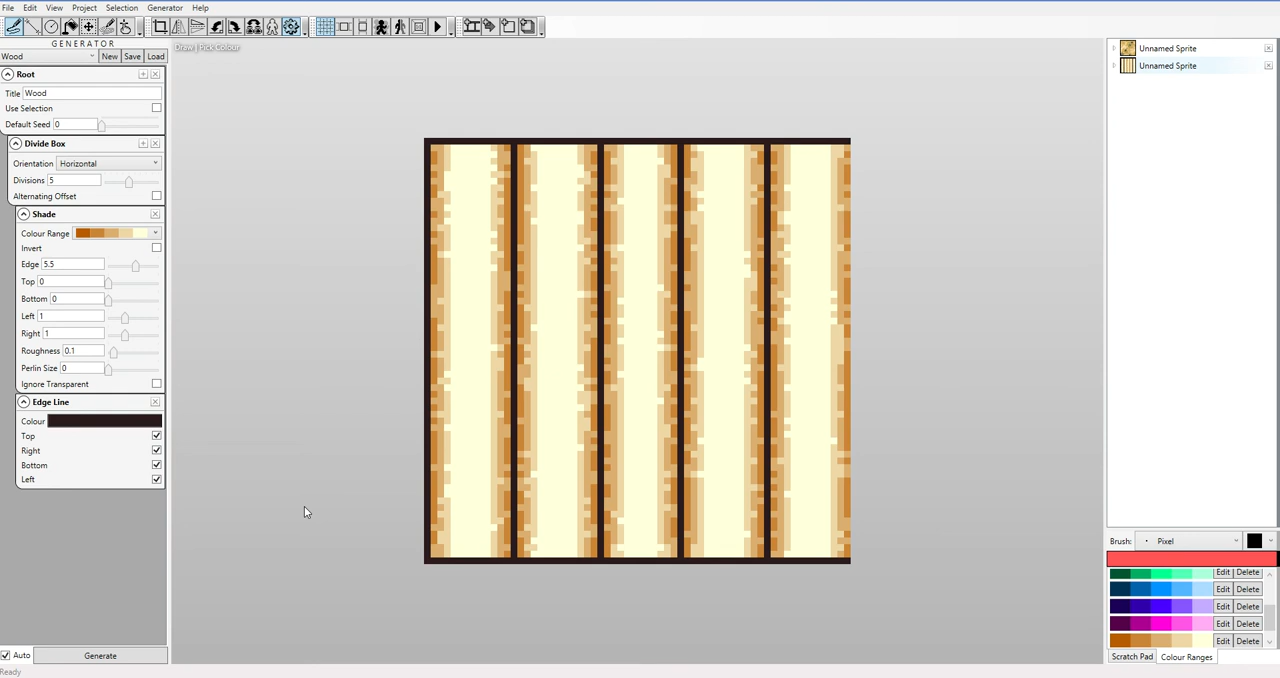 File Edit View Project Selection Generator Help
GENERATOR
Draw | Pick Colour
Wood New Save Load
Root
Title Wood
Use Selection
Default Seed 0
Divide Box
Orientation Horizontal
Divisions 5
Alternating Offset
Shade
Colour Range
Invert
Edge 5.5
Top 0
Bottom 0
Left 1
Right 1
Roughness 0.1
Perlin Size 0
Ignore Transparent
Edge Line
Colour
Top
Right
Bottom
Left
Auto Generate
Ready
Unnamed Sprite
Unnamed Sprite
Brush: Pixel
Edit Delete
Edit Delete
Edit Delete
Edit Delete
Edit Delete
Scratch Pad Colour Ranges